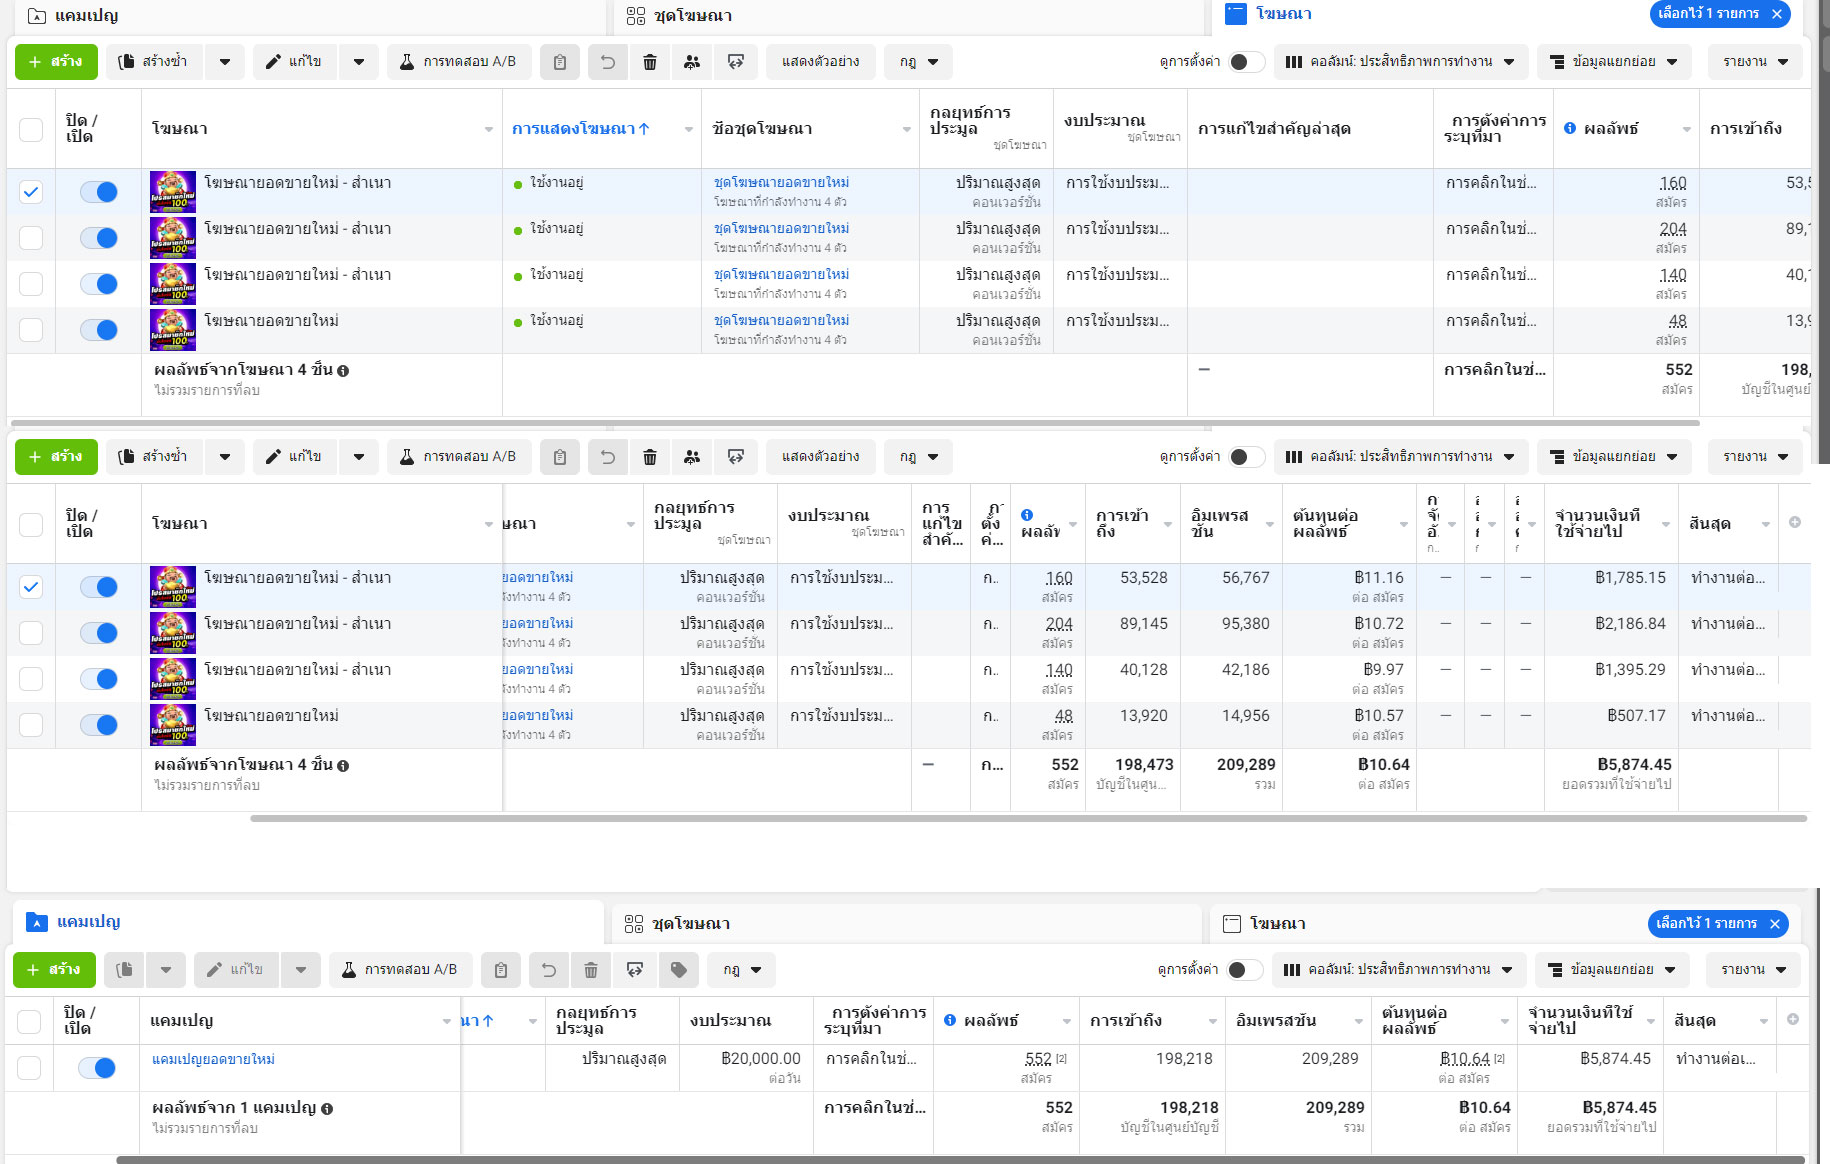 แคมเปญ
ชุดโฆษณา
โฆษณา
เลือกไว้ 1 รายการ ×
+ สร้าง
สร้างซ้ำ
แก้ไข
การทดสอบ A/B
แสดงตัวอย่าง
กฎ
ดูการตั้งค่า
คอลัมน์: ประสิทธิภาพการทำงาน
ข้อมูลแยกย่อย
รายงาน
ปิด / เปิด
โฆษณา
การแสดงโฆษณา ↑
ชื่อชุดโฆษณา
กลยุทธ์การประมูล
ชุดโฆษณา
งบประมาณ
ชุดโฆษณา
การแก้ไขสำคัญล่าสุด
การตั้งค่าการระบุที่มา
ผลลัพธ์
การเข้าถึง
โฆษณายอดขายใหม่ - สำเนา
ใช้งานอยู่
ชุดโฆษณายอดขายใหม่
โฆษณาที่กำลังทำงาน 4 ตัว
ปริมาณสูงสุด
คอนเวอร์ชัน
การใช้งบประม...
การคลิกในช่...
160
สมัคร
53,5
โฆษณายอดขายใหม่ - สำเนา
ใช้งานอยู่
ชุดโฆษณายอดขายใหม่
โฆษณาที่กำลังทำงาน 4 ตัว
ปริมาณสูงสุด
คอนเวอร์ชัน
การใช้งบประม...
การคลิกในช่...
204
สมัคร
89,1
โฆษณายอดขายใหม่ - สำเนา
ใช้งานอยู่
ชุดโฆษณายอดขายใหม่
โฆษณาที่กำลังทำงาน 4 ตัว
ปริมาณสูงสุด
คอนเวอร์ชัน
การใช้งบประม...
การคลิกในช่...
140
สมัคร
40,1
โฆษณายอดขายใหม่
ใช้งานอยู่
ชุดโฆษณายอดขายใหม่
โฆษณาที่กำลังทำงาน 4 ตัว
ปริมาณสูงสุด
คอนเวอร์ชัน
การใช้งบประม...
การคลิกในช่...
48
สมัคร
13,9
ผลลัพธ์จากโฆษณา 4 ชิ้น
ไม่รวมรายการที่ลบ
—
การคลิกในช่...
552
สมัคร
198,
บัญชีในศูนย์
+ สร้าง
สร้างซ้ำ
แก้ไข
การทดสอบ A/B
แสดงตัวอย่าง
กฎ
ดูการตั้งค่า
คอลัมน์: ประสิทธิภาพการทำงาน
ข้อมูลแยกย่อย
รายงาน
ปิด / เปิด
โฆษณา
ษณา
กลยุทธ์การประมูล
ชุดโฆษณา
งบประมาณ
ชุดโฆษณา
การแก้ไขสำคั...
ผลลัพ
การเข้าถึง
อิมเพรสชัน
ต้นทุนต่อผลลัพธ์
จำนวนเงินที่ใช้จ่ายไป
สิ้นสุด
โฆษณายอดขายใหม่ - สำเนา
ยอดขายใหม่
ังทำงาน 4 ตัว
ปริมาณสูงสุด
คอนเวอร์ชัน
การใช้งบประม...
ก..
160
สมัคร
53,528
56,767
฿11.16
ต่อ สมัคร
— — —
฿1,785.15
ทำงานต่อ...
โฆษณายอดขายใหม่ - สำเนา
ยอดขายใหม่
ังทำงาน 4 ตัว
ปริมาณสูงสุด
คอนเวอร์ชัน
การใช้งบประม...
ก..
204
สมัคร
89,145
95,380
฿10.72
ต่อ สมัคร
— — —
฿2,186.84
ทำงานต่อ...
โฆษณายอดขายใหม่ - สำเนา
ยอดขายใหม่
ังทำงาน 4 ตัว
ปริมาณสูงสุด
คอนเวอร์ชัน
การใช้งบประม...
ก..
140
สมัคร
40,128
42,186
฿9.97
ต่อ สมัคร
— — —
฿1,395.29
ทำงานต่อ...
โฆษณายอดขายใหม่
ยอดขายใหม่
ังทำงาน 4 ตัว
ปริมาณสูงสุด
คอนเวอร์ชัน
การใช้งบประม...
ก..
48
สมัคร
13,920
14,956
฿10.57
ต่อ สมัคร
— — —
฿507.17
ทำงานต่อ...
ผลลัพธ์จากโฆษณา 4 ชิ้น
ไม่รวมรายการที่ลบ
—
ก...
552
สมัคร
198,473
บัญชีในศูน...
209,289
รวม
฿10.64
ต่อ สมัคร
฿5,874.45
ยอดรวมที่ใช้จ่ายไป
แคมเปญ
ชุดโฆษณา
โฆษณา
เลือกไว้ 1 รายการ ×
+ สร้าง
แก้ไข
การทดสอบ A/B
กฎ
ดูการตั้งค่า
คอลัมน์: ประสิทธิภาพการทำงาน
ข้อมูลแยกย่อย
รายงาน
ปิด / เปิด
แคมเปญ
ณา ↑
กลยุทธ์การประมูล
งบประมาณ
การตั้งค่าการระบุที่มา
ผลลัพธ์
การเข้าถึง
อิมเพรสชัน
ต้นทุนต่อผลลัพธ์
จำนวนเงินที่ใช้จ่ายไป
สิ้นสุด
แคมเปญยอดขายใหม่
ปริมาณสูงสุด
฿20,000.00
ต่อวัน
การคลิกในช่...
552 [2]
สมัคร
198,218
209,289
฿10.64 [2]
ต่อ สมัคร
฿5,874.45
ทำงานต่อเ...
ผลลัพธ์จาก 1 แคมเปญ
ไม่รวมรายการที่ลบ
การคลิกในช่...
552
สมัคร
198,218
บัญชีในศูนย์บัญชี
209,289
รวม
฿10.64
ต่อ สมัคร
฿5,874.45
ยอดรวมที่ใช้จ่ายไป